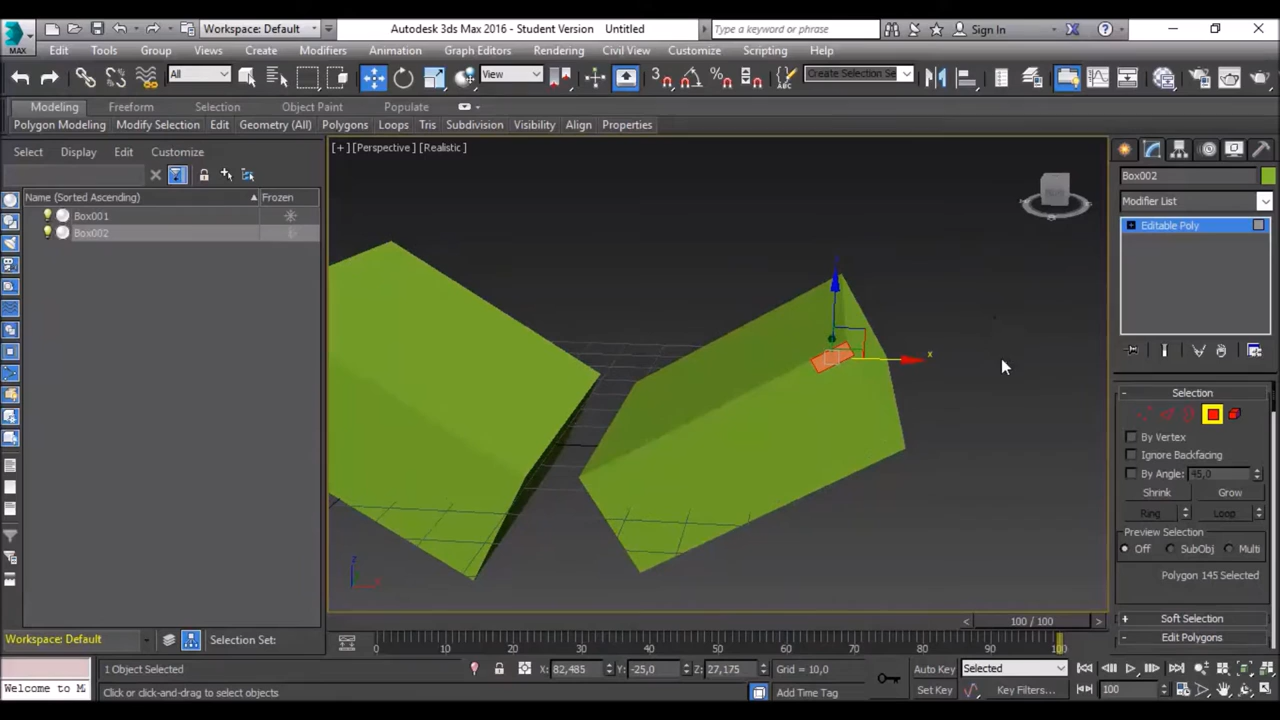 Workspace: Default
Autodesk 3ds Max 2016 - Student Version Untitled
Type a keyword or phrase
Sign In
MAX
Edit Tools Group Views Create Modifiers Animation Graph Editors Rendering Civil View Customize Scripting Help
All
View
3
Create Selection Se
Modeling Freeform Selection Object Paint Populate
Polygon Modeling Modify Selection Edit Geometry (All) Polygons Loops Tris Subdivision Visibility Align Properties
Select Display Edit Customize
[+] [Perspective] [Realistic]
Name (Sorted Ascending) Frozen
Box001
Box002
x
z
Box002
Modifier List
Editable Poly
- Selection
By Vertex
Ignore Backfacing
By Angle: 45,0
Shrink Grow
Ring Loop
Preview Selection
Off SubObj Multi
Polygon 145 Selected
+ Soft Selection
- Edit Polygons
< 100 / 100 >
Workspace: Default
Selection Set:
0 10 20 30 40 50 60 70 80 90 100
1 Object Selected
X: 82,485 Y: -25,0 Z: 27,175 Grid = 10,0
Auto Key Selected
Welcome to M
Click or click-and-drag to select objects
Add Time Tag
Set Key Key Filters... 100